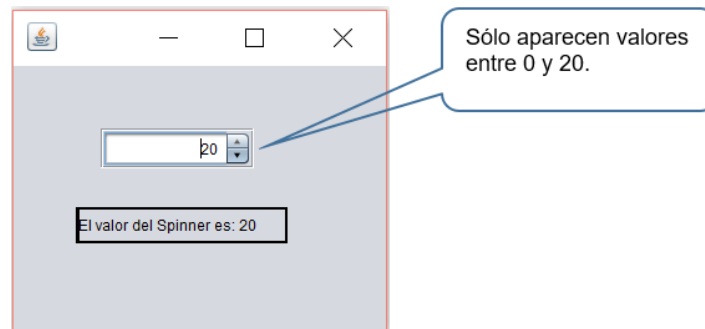 Sólo aparecen valores
entre 0 y 20.
20
El valor del Spinner es: 20